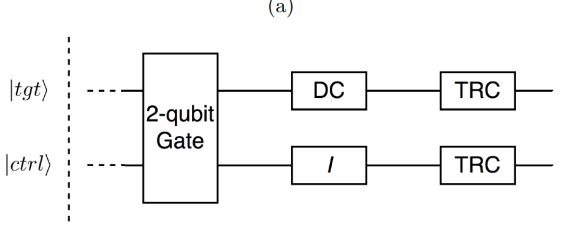 (a)
|tgt⟩
2-qubit
Gate
DC
TRC
|ctrl⟩
I
TRC